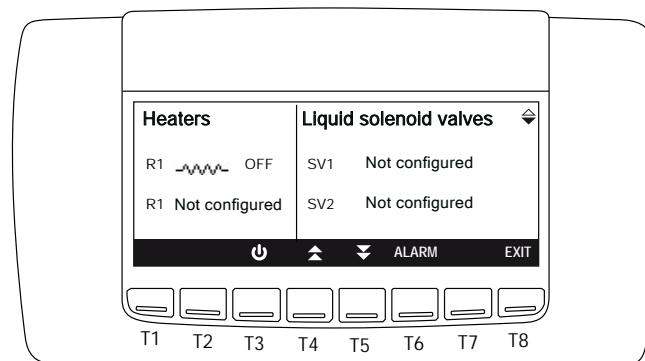 Heaters
Liquid solenoid valves
R1 OFF
SV1 Not configured
R1 Not configured
SV2 Not configured
ALARM EXIT
T1 T2 T3 T4 T5 T6 T7 T8